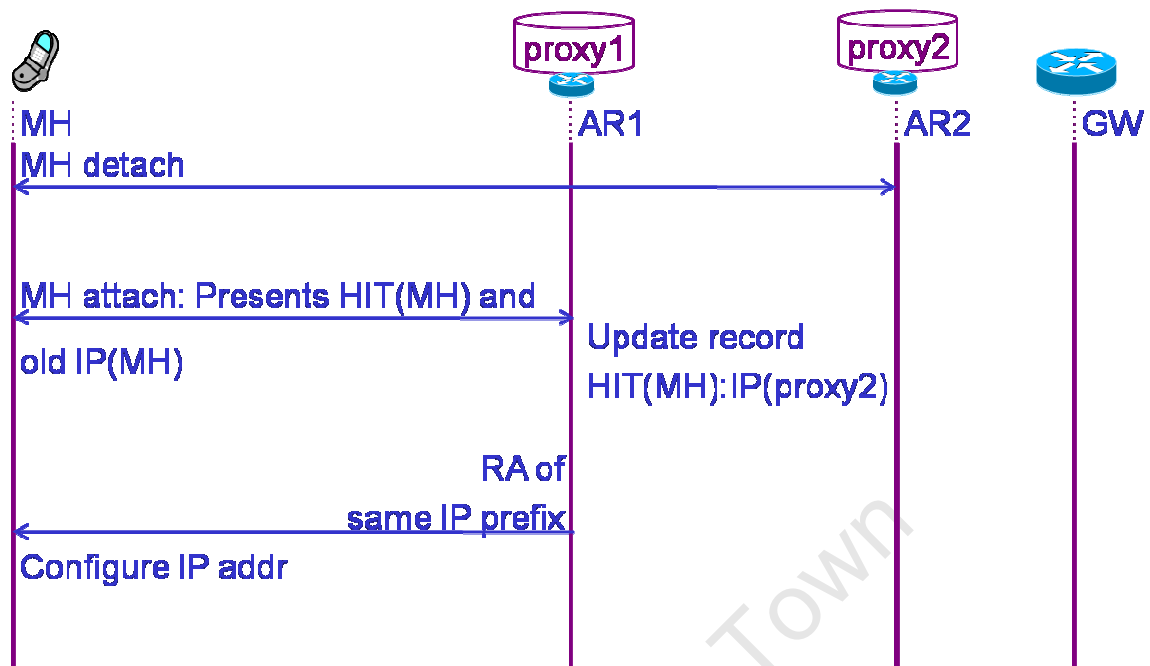 proxy1
proxy2
MH
AR1
AR2
GW
MH detach
MH attach: Presents HIT(MH) and
old IP(MH)
Update record
HIT(MH):IP(proxy2)
RA of
same IP prefix
Configure IP addr
Town